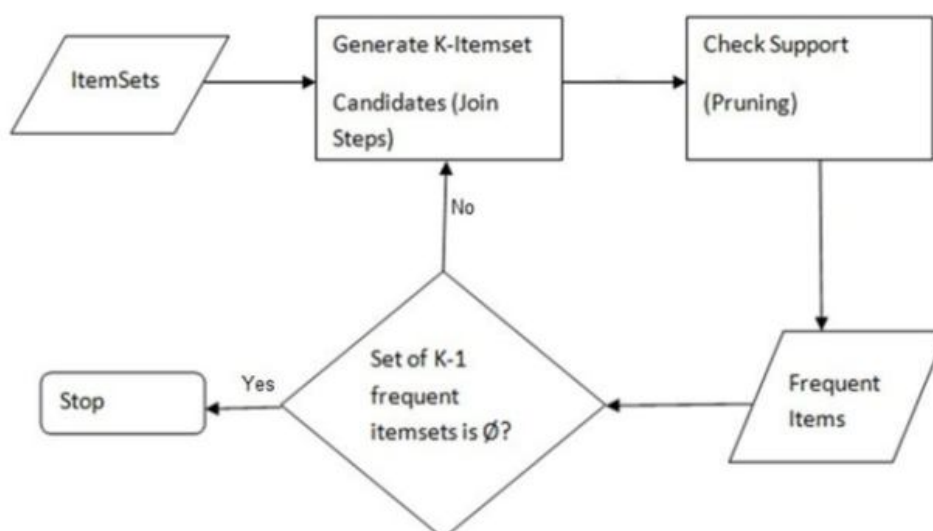 ItemSets
Generate K-Itemset
Candidates (Join
Steps)
Check Support
(Pruning)
No
Set of K-1
frequent
itemsets is Ø?
Yes
Stop
Frequent
Items